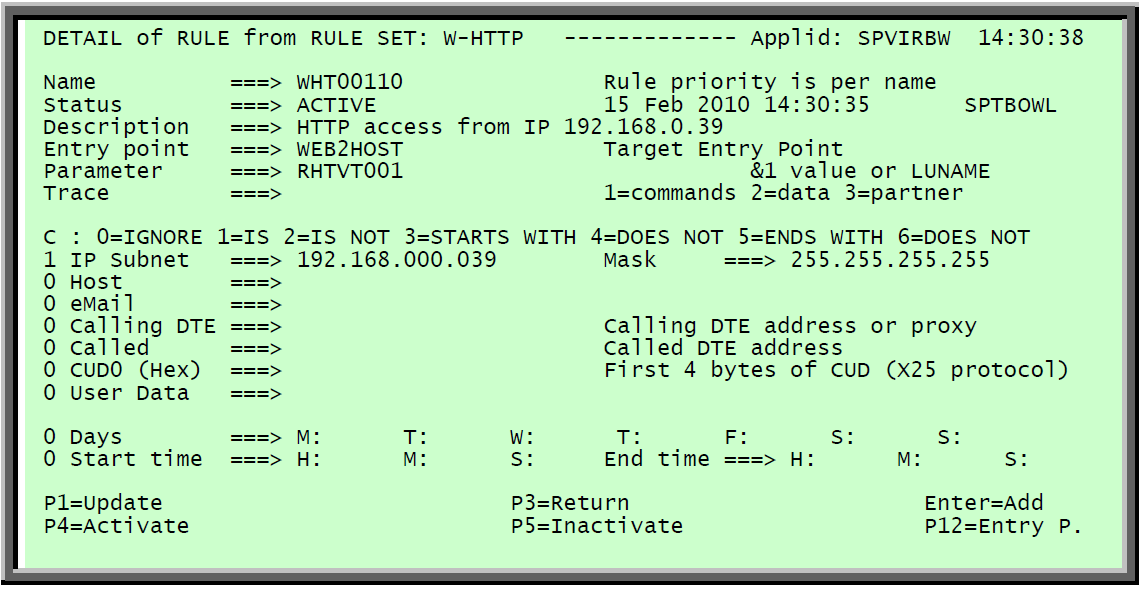 DETAIL of RULE from RULE SET: W-HTTP   ------------- Applid: SPVIRBW  14:30:38
Name          ===> WHT00110               Rule priority is per name
Status        ===> ACTIVE                 15 Feb 2010 14:30:35       SPTBOWL
Description   ===> HTTP access from IP 192.168.0.39
Entry point   ===> WEB2HOST               Target Entry Point
Parameter     ===> RHTVT001                          &1 value or LUNAME
Trace         ===>                        1=commands 2=data 3=partner
C : 0=IGNORE 1=IS 2=IS NOT 3=STARTS WITH 4=DOES NOT 5=ENDS WITH 6=DOES NOT
1 IP Subnet   ===> 192.168.000.039        Mask     ===> 255.255.255.255
0 Host        ===>
0 eMail       ===>
0 Calling DTE ===>                        Calling DTE address or proxy
0 Called      ===>                        Called DTE address
0 CUD0 (Hex)  ===>                        First 4 bytes of CUD (X25 protocol)
0 User Data   ===>
0 Days        ===> M:      T:      W:      T:      F:      S:      S:
0 Start time  ===> H:      M:      S:     End time ===> H:      M:      S:
P1=Update                          P3=Return                      Enter=Add
P4=Activate                        P5=Inactivate                  P12=Entry P.